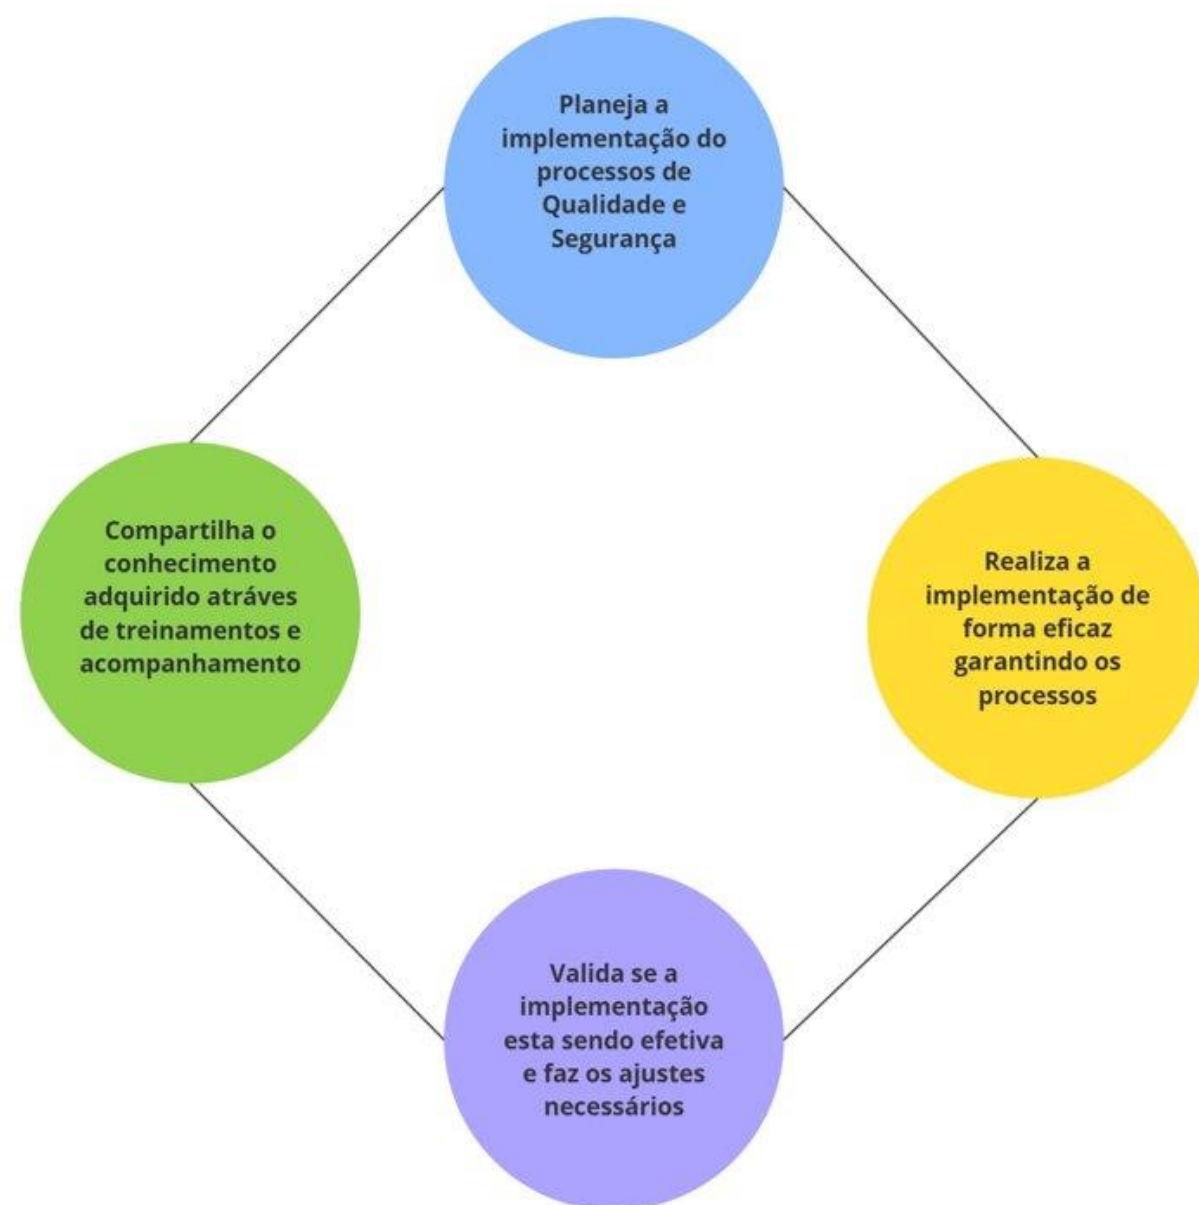 Planeja a
implementação do
processos de
Qualidade e
Segurança
Compartilha o
conhecimento
adquirido atráves
de treinamentos e
acompanhamento
Realiza a
implementação de
forma eficaz
garantindo os
processos
Valida se a
implementação
esta sendo efetiva
e faz os ajustes
necessários